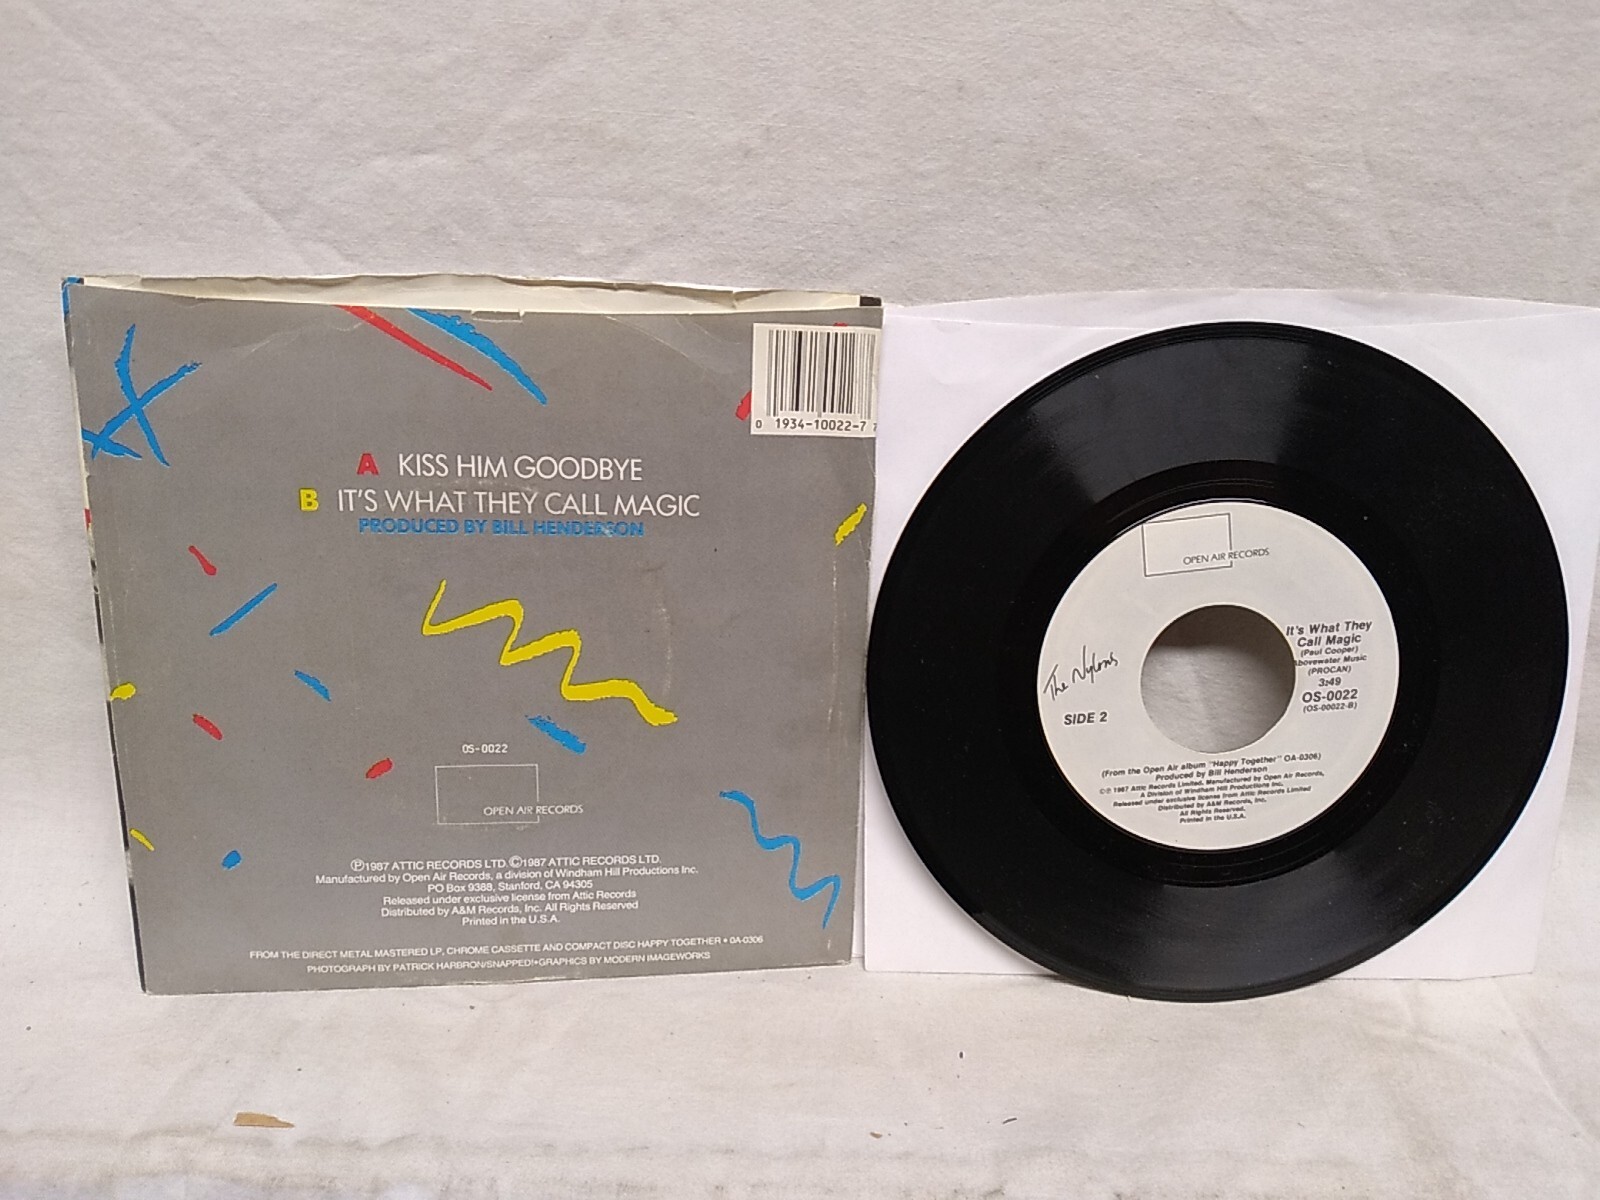 0 1934-10022-7 7
A KISS HIM GOODBYE
B IT'S WHAT THEY CALL MAGIC
PRODUCED BY BILL HENDERSON
OS-0022
OPEN AIR RECORDS
Ⓟ1987 ATTIC RECORDS LTD. ©1987 ATTIC RECORDS LTD.
Manufactured by Open Air Records, a division of Windham Hill Productions Inc.
PO Box 9388, Stanford, CA 94305
Released under exclusive license from Attic Records
Distributed by A&M Records, Inc. All Rights Reserved
Printed in the U.S.A.
FROM THE DIRECT METAL MASTERED LP, CHROME CASSETTE AND COMPACT DISC HAPPY TOGETHER • OA-0306
PHOTOGRAPH BY PATRICK HARBRON/SNAPPED!•GRAPHICS BY MODERN IMAGEWORKS
OPEN AIR RECORDS
The Nylons
SIDE 2
It's What They
Call Magic
(Paul Cooper)
Abovewater Music
(PROCAN)
3:49
OS-0022
(OS-00022-B)
(From the Open Air album "Happy Together" OA-0306)
Produced by Bill Henderson
©Ⓟ 1987 Attic Records Limited. Manufactured by Open Air Records,
A Division of Windham Hill Productions Inc.
Released under exclusive license from Attic Records Limited
Distributed by A&M Records, Inc.
All Rights Reserved.
Printed in the U.S.A.